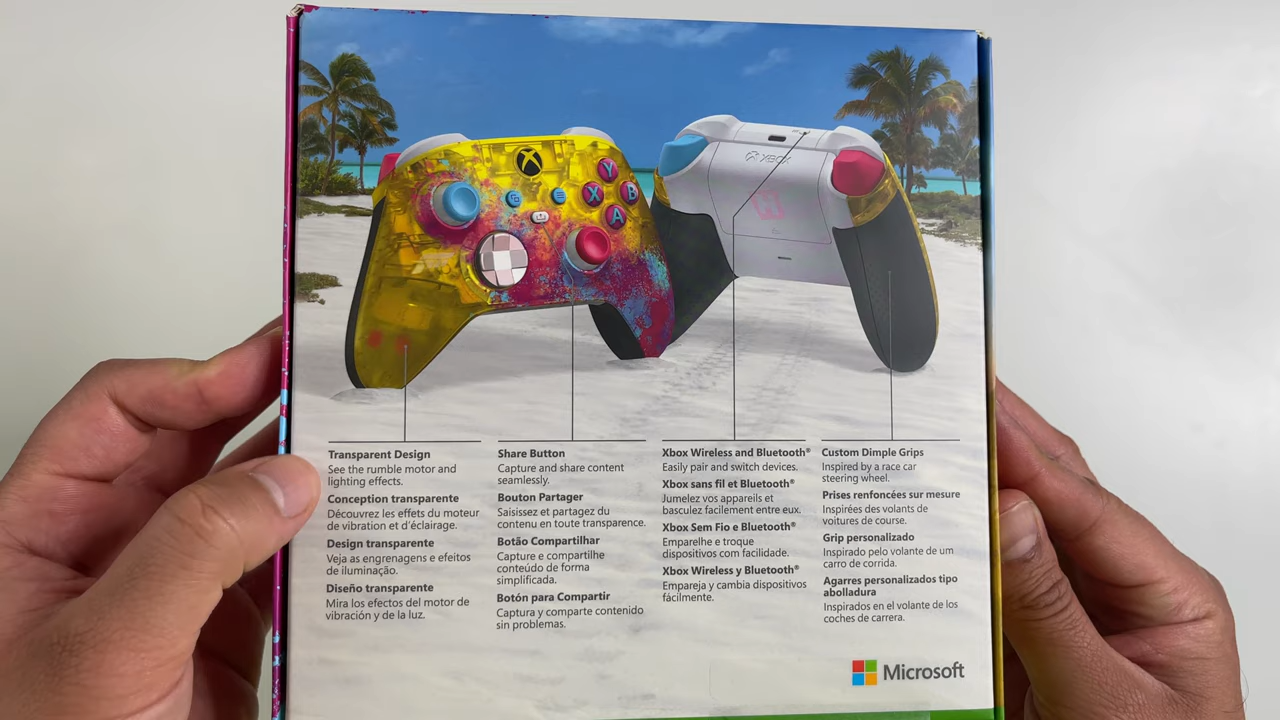 Y
X
B
A
XBOX
Transparent Design
See the rumble motor and
lighting effects.
Conception transparente
Découvrez les effets du moteur
de vibration et d'éclairage.
Design transparente
Veja as engrenagens e efeitos
de iluminação.
Diseño transparente
Mira los efectos del motor de
vibración y de la luz.
Share Button
Capture and share content
seamlessly.
Bouton Partager
Saisissez et partagez du
contenu en toute transparence.
Botão Compartilhar
Capture e compartilhe
conteúdo de forma
simplificada.
Botón para Compartir
Captura y comparte contenido
sin problemas.
Xbox Wireless and Bluetooth®
Easily pair and switch devices.
Xbox sans fil et Bluetooth®
Jumelez vos appareils et
basculez facilement entre eux.
Xbox Sem Fio e Bluetooth®
Emparelhe e troque
dispositivos com facilidade.
Xbox Wireless y Bluetooth®
Empareja y cambia dispositivos
fácilmente.
Custom Dimple Grips
Inspired by a race car
steering wheel.
Prises renfoncées sur mesure
Inspirées des volants de
voitures de course.
Grip personalizado
Inspirado pelo volante de um
carro de corrida.
Agarres personalizados tipo
abolladura
Inspirados en el volante de los
coches de carrera.
Microsoft